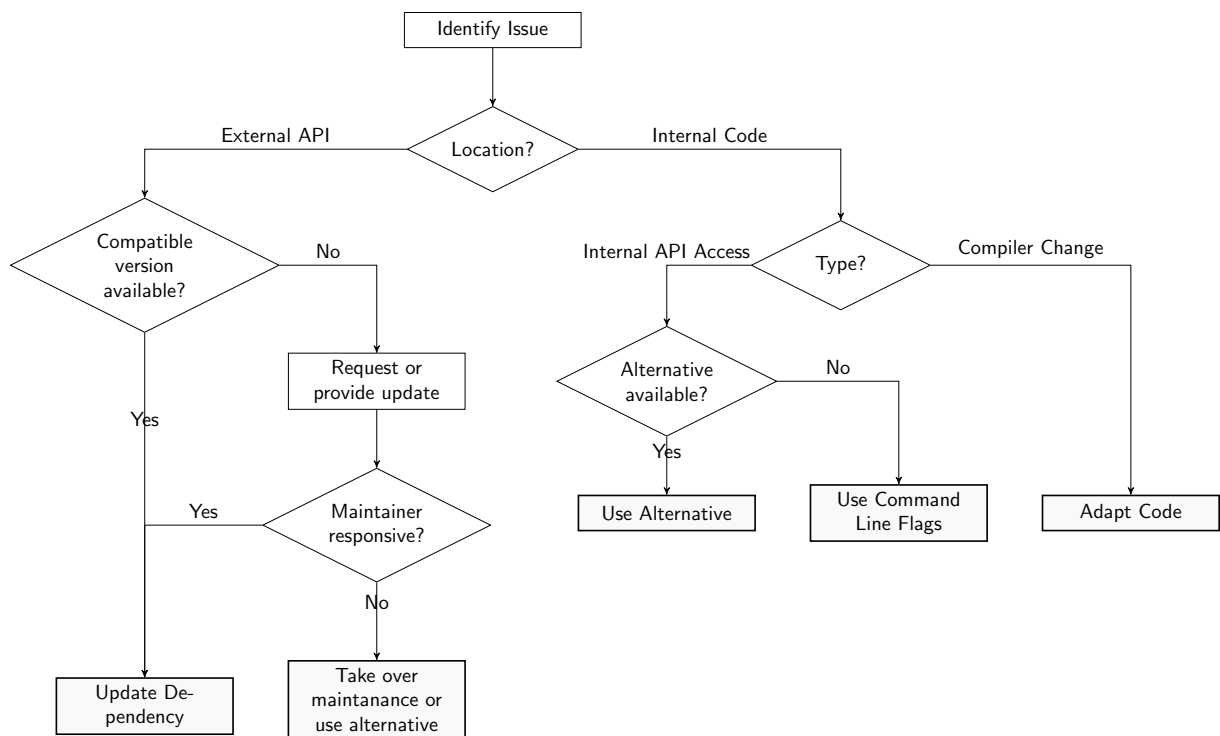 Identify Issue
External API
Location?
Internal Code
Compatible
version
available?
No
Internal API Access
Type?
Compiler Change
Request or
provide update
Alternative
available?
No
Yes
Yes
Use Alternative
Use Command
Line Flags
Adapt Code
Yes
Maintainer
responsive?
No
Update De-
pendency
Take over
maintanance or
use alternative